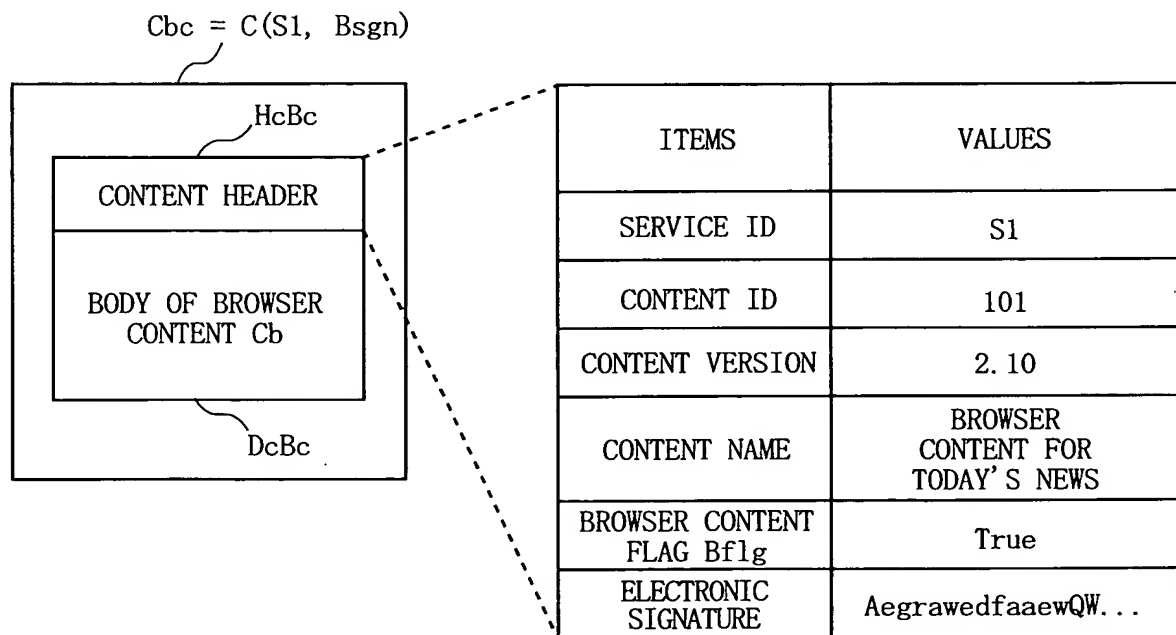 Cbc = C(S1, Bsgn)
HcBc
CONTENT HEADER
BODY OF BROWSER
CONTENT Cb
DcBc
ITEMS VALUES
SERVICE ID S1
CONTENT ID 101
CONTENT VERSION 2.10
CONTENT NAME
BROWSER
CONTENT FOR
TODAY'S NEWS
BROWSER CONTENT
FLAG Bflg
True
ELECTRONIC
SIGNATURE
AegrawedfaaewQW...